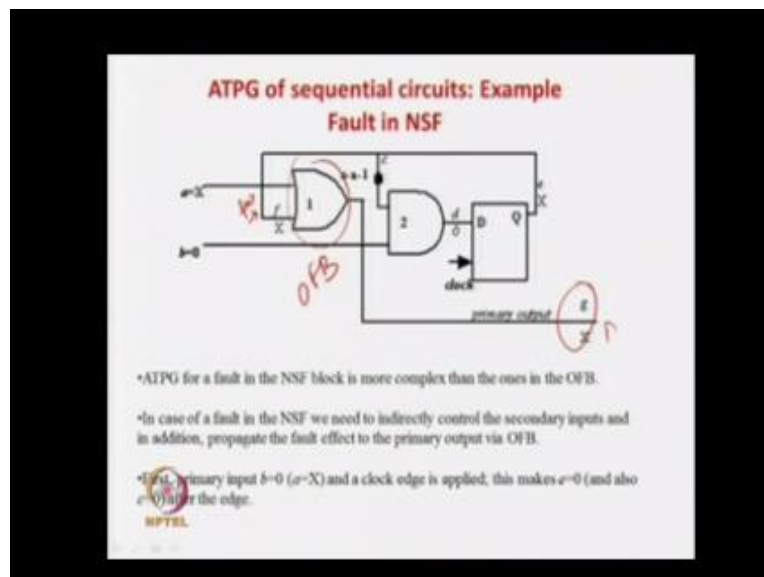 ATPG of sequential circuits: Example
Fault in NSF
s-a-1
a=X
f
X
1
b=0
OFB
c
2
d
0
D
Q
e
X
clock
primary output
g
X
•ATPG for a fault in the NSF block is more complex than the ones in the OFB.
•In case of a fault in the NSF we need to indirectly control the secondary inputs and
in addition, propagate the fault effect to the primary output via OFB.
•First, primary input b=0 (a=X) and a clock edge is applied; this makes e=0 (and also
c=0) after the edge.
NPTEL